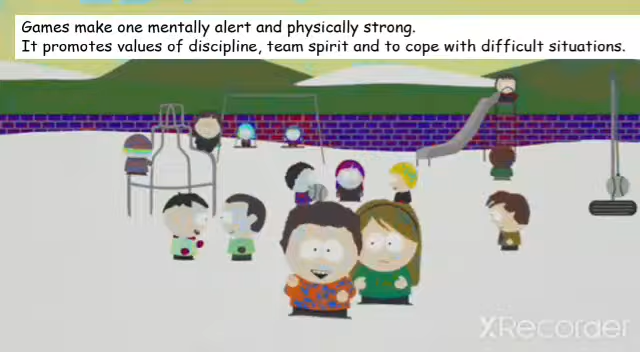 Games make one mentally alert and physically strong.
It promotes values of discipline, team spirit and to cope with difficult situations.
XRecorder